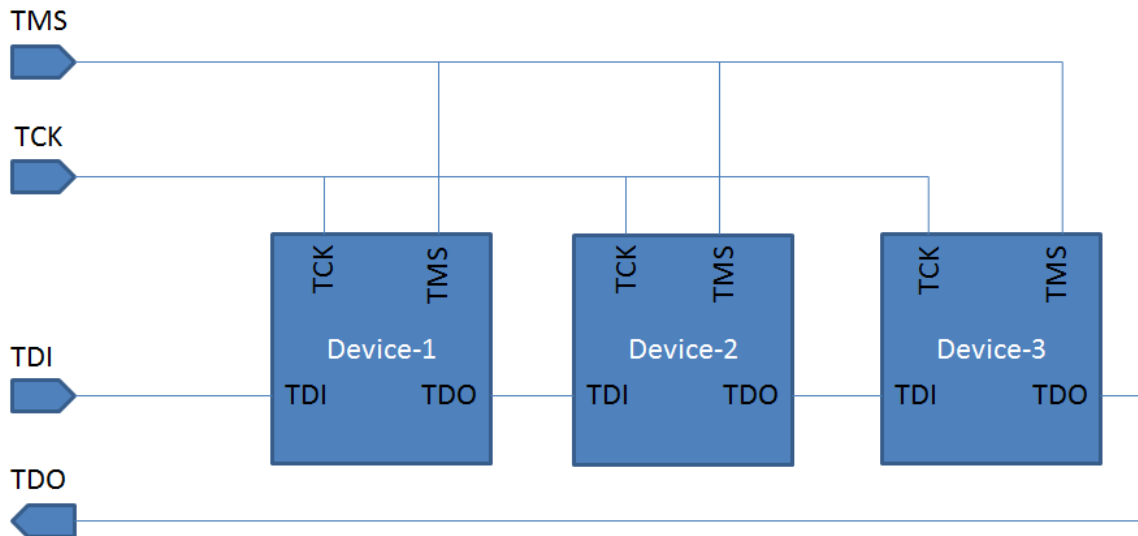 TMS
TCK
TCK
TMS
Device-1
TDI
TDO
TCK
TMS
Device-2
TDI
TDO
TCK
TMS
Device-3
TDI
TDO
TDI
TDO